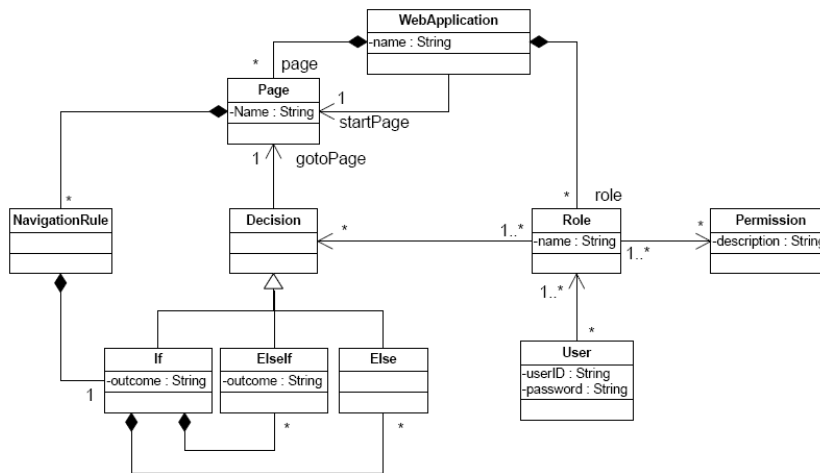 WebApplication
-name : String
*
page
Page
-Name : String
1
startPage
1
gotoPage
*
*
role
NavigationRule
Decision
*
1..*
Role
-name : String
1..*
*
Permission
-description : String
1..*
*
If
-outcome : String
ElseIf
-outcome : String
Else
User
-userID : String
-password : String
1
*
*